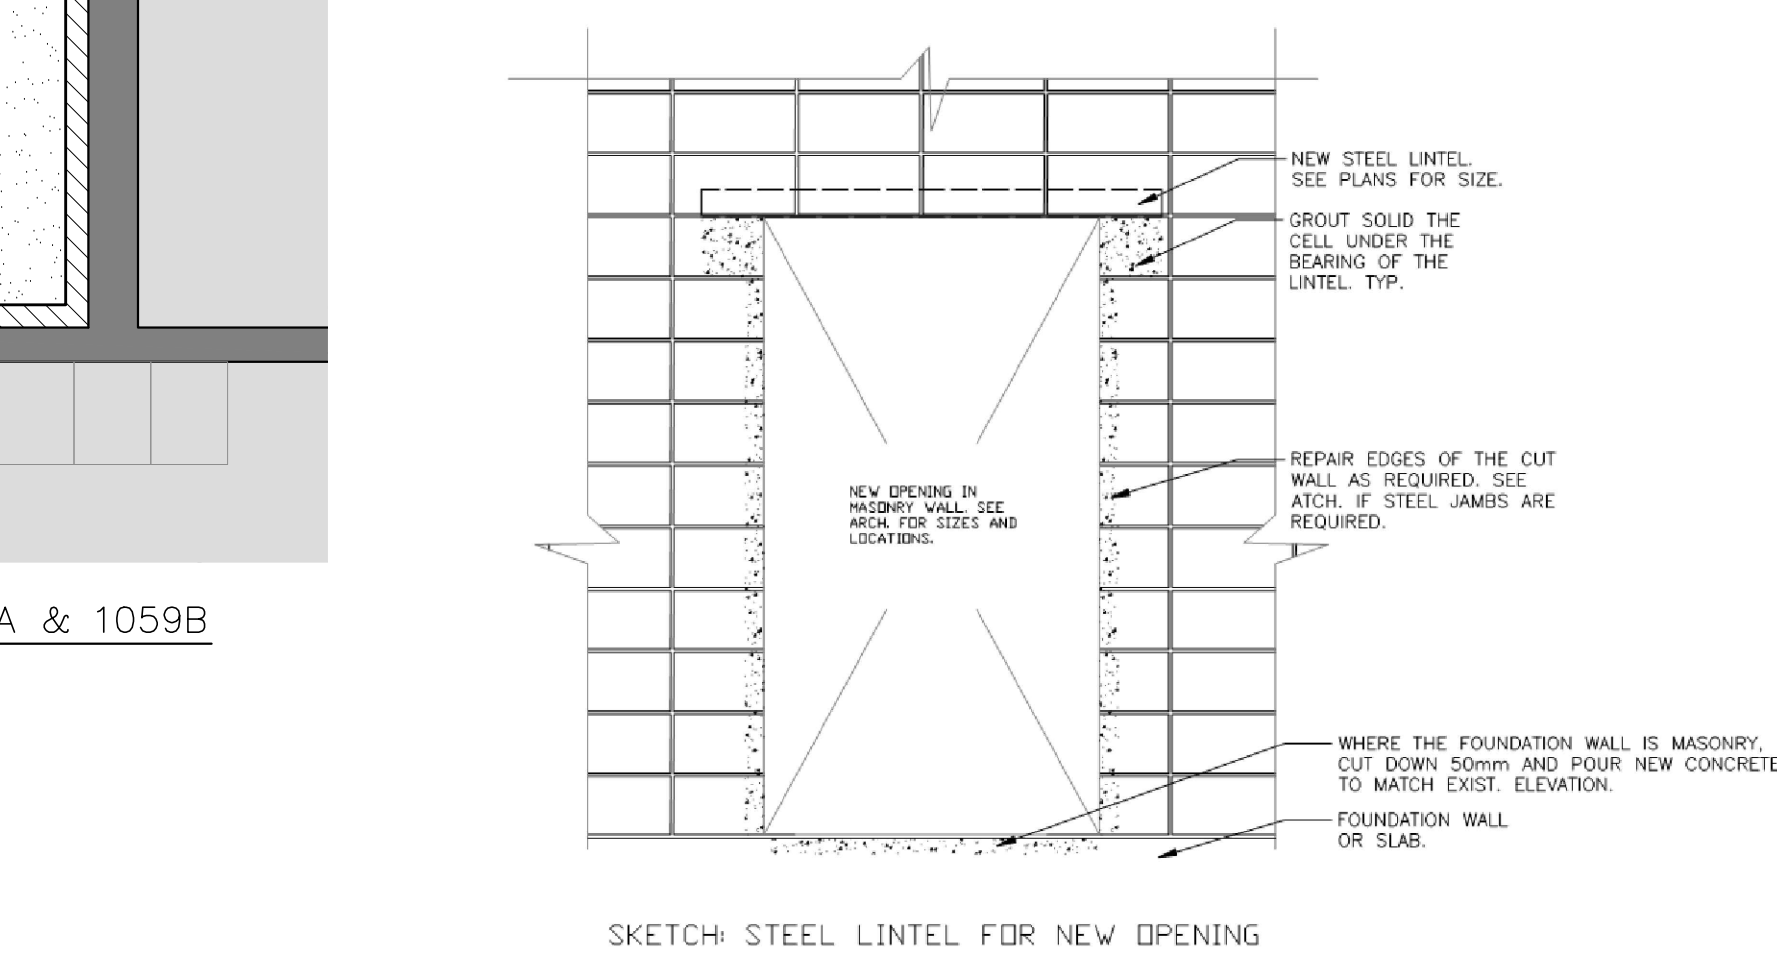 NEW STEEL LINTEL.
SEE PLANS FOR SIZE.
GROUT SOLID THE
CELL UNDER THE
BEARING OF THE
LINTEL. TYP.
REPAIR EDGES OF THE CUT
WALL AS REQUIRED. SEE
ATCH. IF STEEL JAMBS ARE
REQUIRED.
NEW OPENING IN
MASONRY WALL. SEE
ARCH. FOR SIZES AND
LOCATIONS.
A & 1059B
WHERE THE FOUNDATION WALL IS MASONRY,
CUT DOWN 50mm AND POUR NEW CONCRETE
TO MATCH EXIST. ELEVATION.
FOUNDATION WALL
OR SLAB.
SKETCH: STEEL LINTEL FOR NEW OPENING